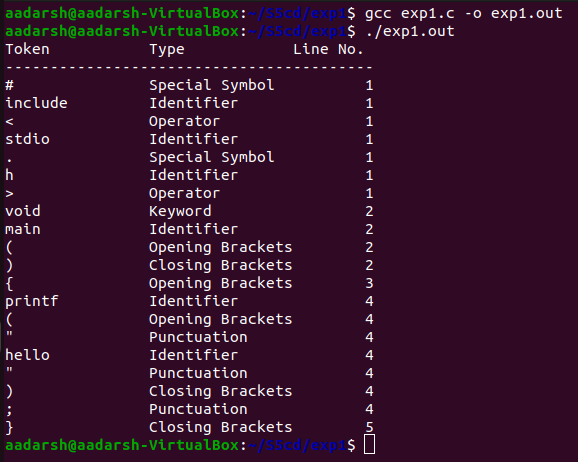 aadarsh@aadarsh-VirtualBox:~/S5cd/exp1$ gcc exp1.c -o exp1.out
aadarsh@aadarsh-VirtualBox:~/S5cd/exp1$ ./exp1.out
Token           Type            Line No.
-----------------------------------------
#               Special Symbol          1
include         Identifier              1
<               Operator                1
stdio           Identifier              1
.               Special Symbol          1
h               Identifier              1
>               Operator                1
void            Keyword                 2
main            Identifier              2
(               Opening Brackets        2
)               Closing Brackets        2
{               Opening Brackets        3
printf          Identifier              4
(               Opening Brackets        4
"               Punctuation             4
hello           Identifier              4
"               Punctuation             4
)               Closing Brackets        4
;               Punctuation             4
}               Closing Brackets        5
aadarsh@aadarsh-VirtualBox:~/S5cd/exp1$